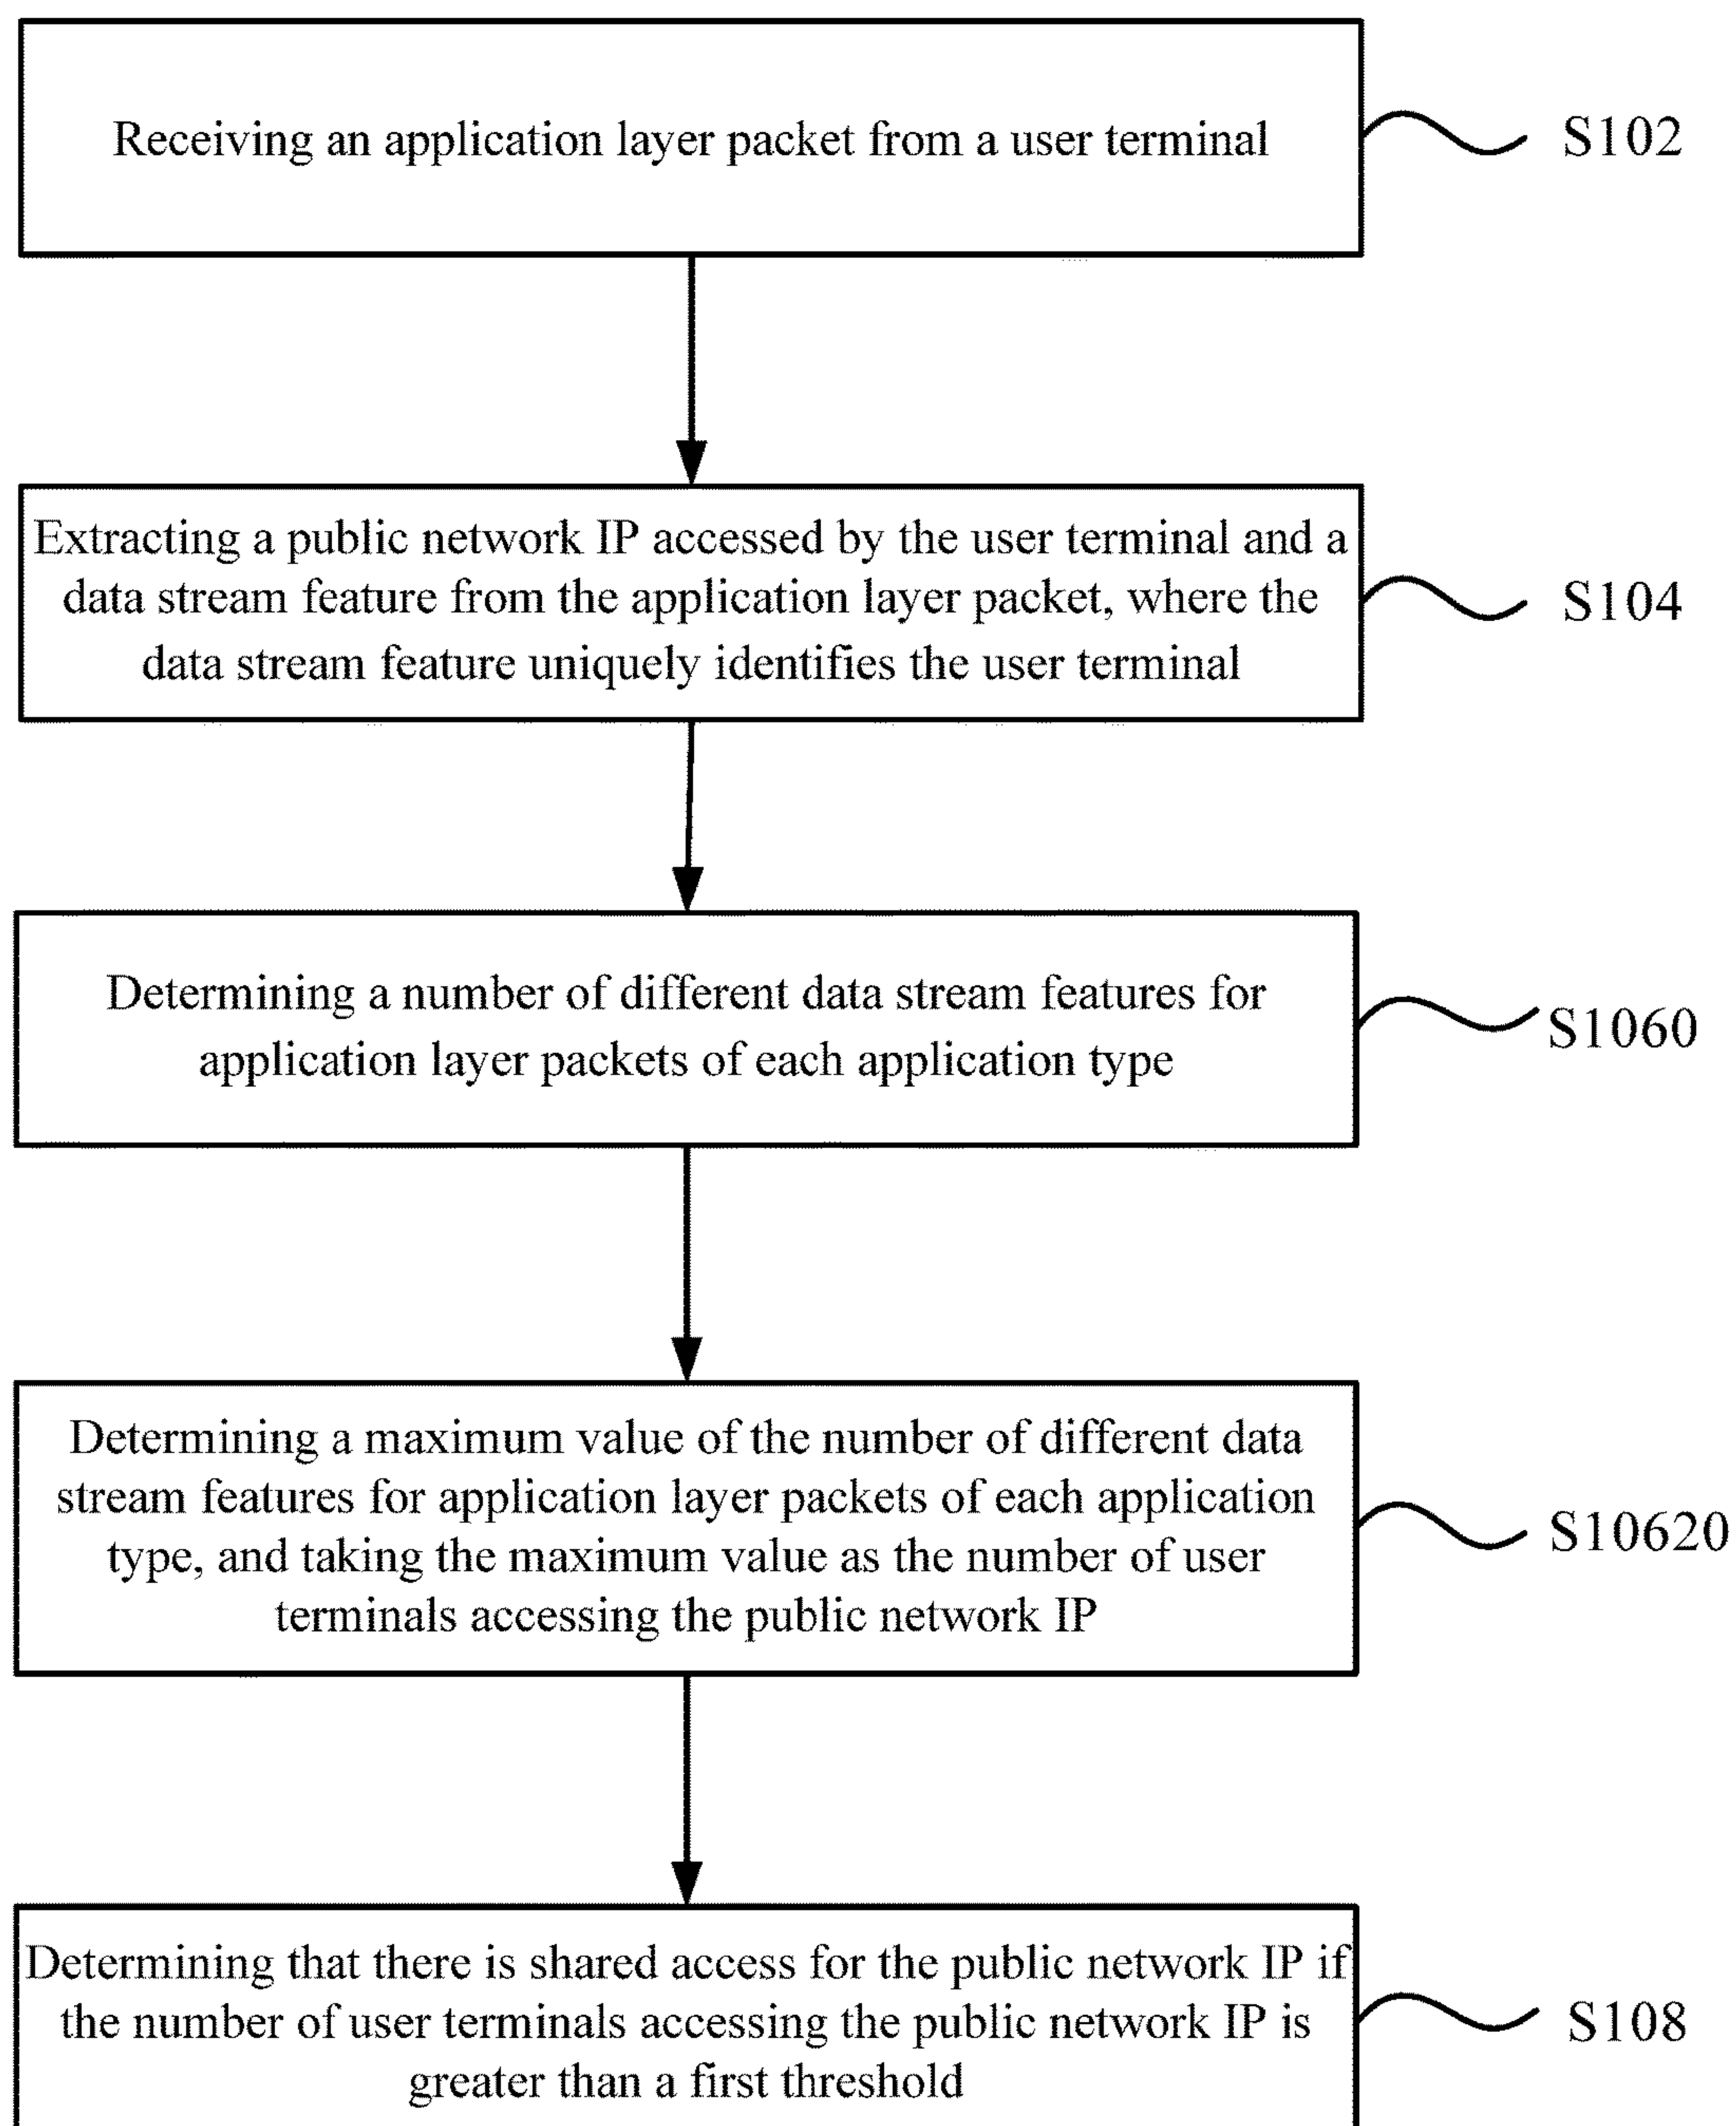 Receiving an application layer packet from a user terminal
S102
Extracting a public network IP accessed by the user terminal and a
data stream feature from the application layer packet, where the
data stream feature uniquely identifies the user terminal
S104
Determining a number of different data stream features for
application layer packets of each application type
S1060
Determining a maximum value of the number of different data
stream features for application layer packets of each application
type, and taking the maximum value as the number of user
terminals accessing the public network IP
S10620
Determining that there is shared access for the public network IP if
the number of user terminals accessing the public network IP is
greater than a first threshold
S108